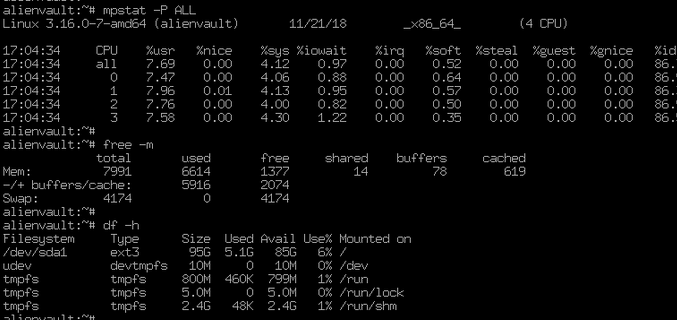 alienvault:~# mpstat -P ALL
Linux 3.16.0-7-amd64 (alienvault) 11/21/18 _x86_64_ (4 CPU)
17:04:34 CPU %usr %nice %sys %iowait %irq %soft %steal %guest %gnice %id
17:04:34 all 7.69 0.00 4.12 0.97 0.00 0.52 0.00 0.00 0.00 86.
17:04:34 0 7.47 0.00 4.06 0.88 0.00 0.64 0.00 0.00 0.00 86.
17:04:34 1 7.96 0.01 4.13 0.95 0.00 0.57 0.00 0.00 0.00 86.
17:04:34 2 7.76 0.00 4.00 0.82 0.00 0.50 0.00 0.00 0.00 86.
17:04:34 3 7.58 0.00 4.30 1.22 0.00 0.35 0.00 0.00 0.00 86.
alienvault:~#
alienvault:~# free -m
total used free shared buffers cached
Mem: 7991 6614 1377 14 78 619
-/+ buffers/cache: 5916 2074
Swap: 4174 0 4174
alienvault:~#
alienvault:~# df -h
Filesystem Type Size Used Avail Use% Mounted on
/dev/sda1 ext3 95G 5.1G 85G 6% /
udev devtmpfs 10M 0 10M 0% /dev
tmpfs tmpfs 800M 460K 799M 1% /run
tmpfs tmpfs 5.0M 0 5.0M 0% /run/lock
tmpfs tmpfs 2.4G 48K 2.4G 1% /run/shm
alienvault:~#